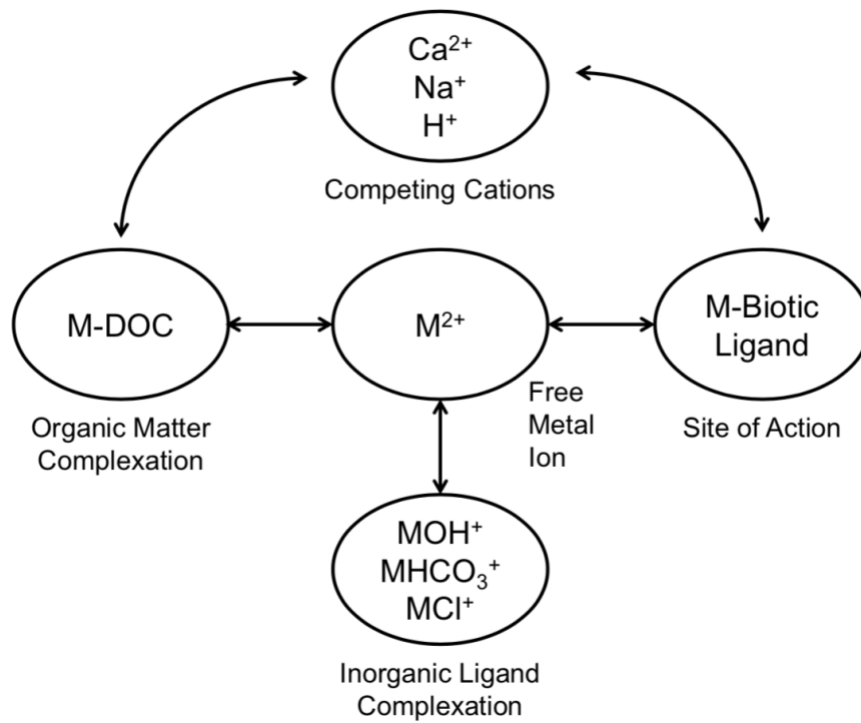 Ca²⁺
Na⁺
H⁺
Competing Cations
M-DOC
Organic Matter
Complexation
M²⁺
Free
Metal
Ion
M-Biotic
Ligand
Site of Action
MOH⁺
MHCO₃⁺
MCl⁺
Inorganic Ligand
Complexation